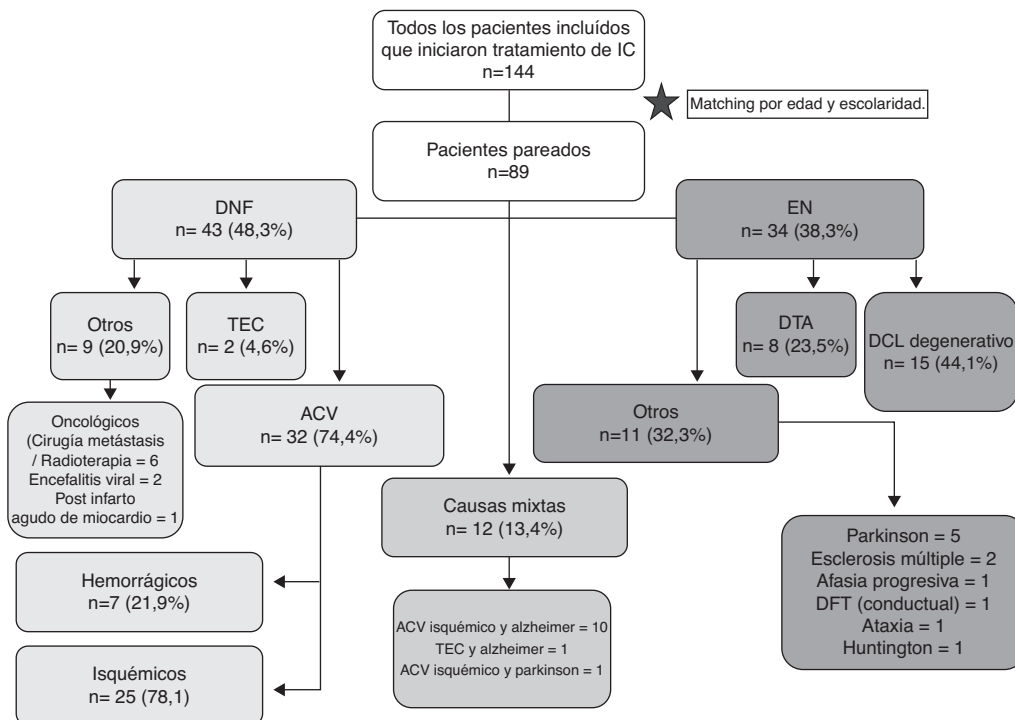 Todos los pacientes incluídos
que iniciaron tratamiento de IC
n=144
Matching por edad y escolaridad.
Pacientes pareados
n=89
DNF
n= 43 (48,3%)
EN
n= 34 (38,3%)
Otros
n= 9 (20,9%)
TEC
n= 2 (4,6%)
DTA
n= 8 (23,5%)
DCL degenerativo
n= 15 (44,1%)
Oncológicos
(Cirugía metástasis
/ Radioterapia = 6
Encefalitis viral = 2
Post infarto
agudo de miocardio = 1
ACV
n= 32 (74,4%)
Otros
n=11 (32,3%)
Causas mixtas
n= 12 (13,4%)
Hemorrágicos
n=7 (21,9%)
Isquémicos
n= 25 (78,1)
ACV isquémico y alzheimer = 10
TEC y alzheimer = 1
ACV isquémico y parkinson = 1
Parkinson = 5
Esclerosis múltiple = 2
Afasia progresiva = 1
DFT (conductual) = 1
Ataxia = 1
Huntington = 1